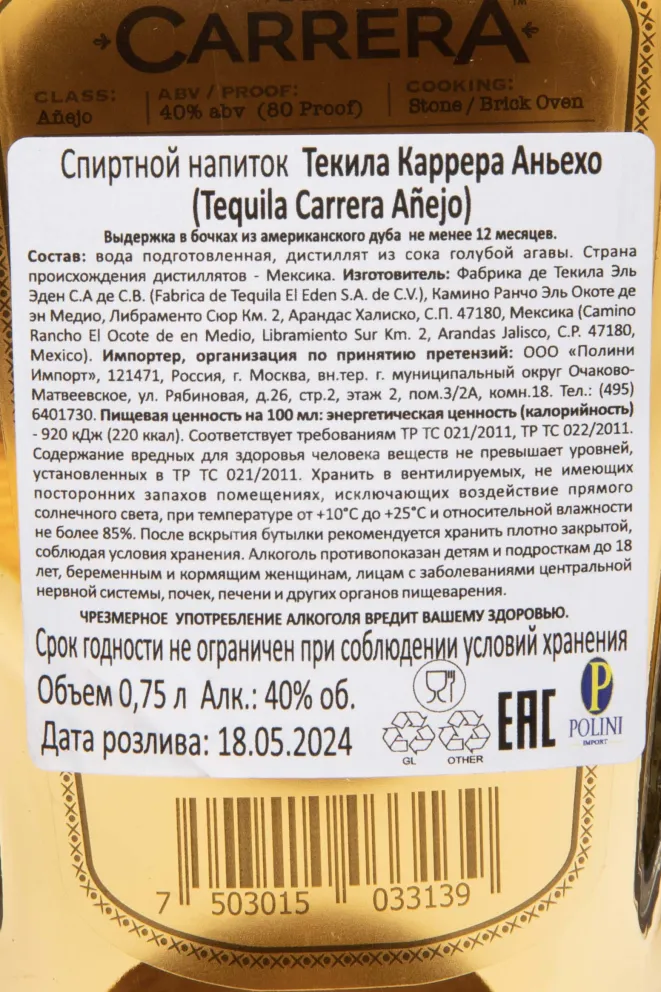 CARRERA
CLASS: ABV / PROOF: COOKING:
Añejo 40% abv (80 Proof) Stone / Brick Oven
Спиртной напиток Текила Каррера Аньехо
(Tequila Carrera Añejo)
Выдержка в бочках из американского дуба не менее 12 месяцев.
Состав: вода подготовленная, дистиллят из сока голубой агавы. Страна
происхождения дистиллятов - Мексика. Изготовитель: Фабрика де Текила Эль
Эден С.А де С.В. (Fabrica de Tequila El Eden S.A. de C.V.), Камино Ранчо Эль Окоте де
эн Медио, Либраменто Сюр Км. 2, Арандас Халиско, С.П. 47180, Мексика (Camino
Rancho El Ocote de en Medio, Libramiento Sur Km. 2, Arandas Jalisco, C.P. 47180,
Mexico). Импортер, организация по принятию претензий: ООО «Полини
Импорт», 121471, Россия, г. Москва, вн.тер. г. муниципальный округ Очаково-
Матвеевское, ул. Рябиновая, д.26, стр.2, этаж 2, пом.3/2А, комн.18. Тел.: (495)
6401730. Пищевая ценность на 100 мл: энергетическая ценность (калорийность)
- 920 кДж (220 ккал). Соответствует требованиям ТР ТС 021/2011, ТР ТС 022/2011.
Содержание вредных для здоровья человека веществ не превышает уровней,
установленных в ТР ТС 021/2011. Хранить в вентилируемых, не имеющих
посторонних запахов помещениях, исключающих воздействие прямого
солнечного света, при температуре от +10°С до +25°С и относительной влажности
не более 85%. После вскрытия бутылки рекомендуется хранить плотно закрытой,
соблюдая условия хранения. Алкоголь противопоказан детям и подросткам до 18
лет, беременным и кормящим женщинам, лицам с заболеваниями центральной
нервной системы, почек, печени и других органов пищеварения.
ЧРЕЗМЕРНОЕ УПОТРЕБЛЕНИЕ АЛКОГОЛЯ ВРЕДИТ ВАШЕМУ ЗДОРОВЬЮ.
Срок годности не ограничен при соблюдении условий хранения
Объем 0,75 л Алк.: 40% об.
Дата розлива: 18.05.2024
GL OTHER
EAC
P
POLINI
IMPORT
7 503015 033139